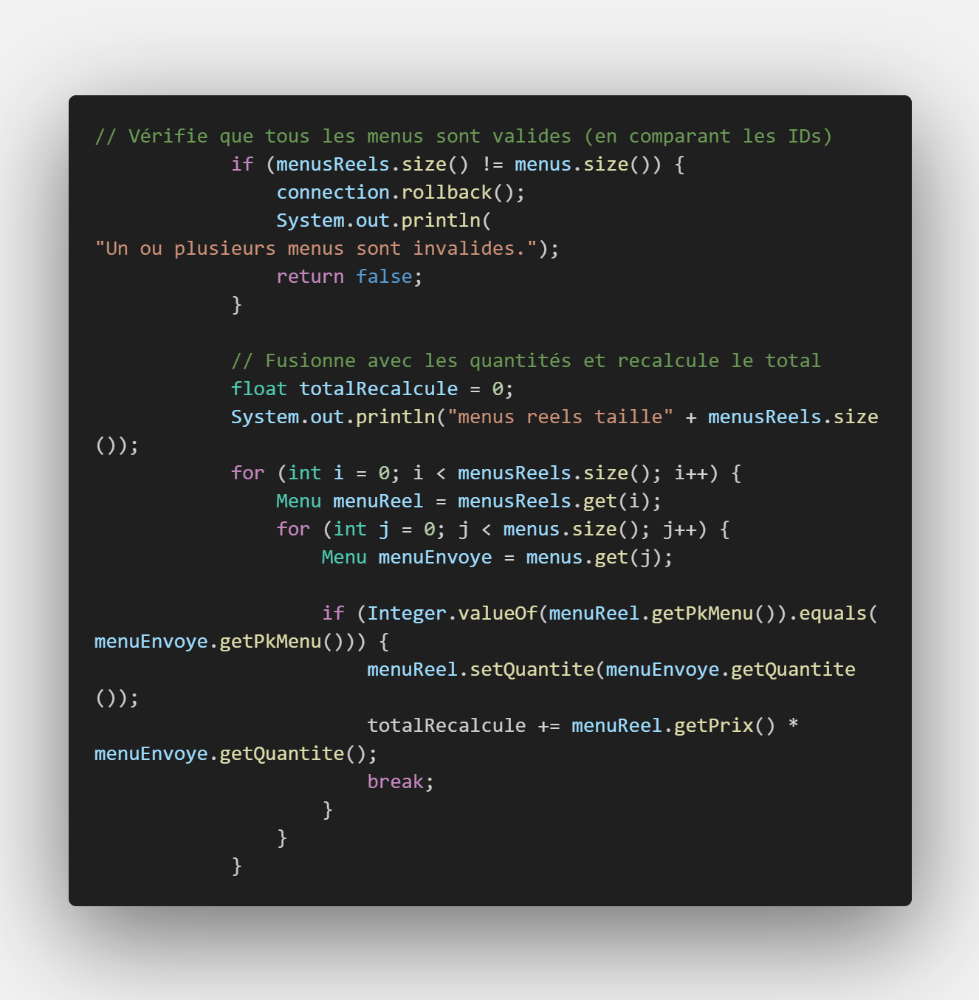 // Vérifie que tous les menus sont valides (en comparant les IDs)
            if (menusReels.size() != menus.size()) {
                connection.rollback();
                System.out.println(
"Un ou plusieurs menus sont invalides.");
                return false;
            }

            // Fusionne avec les quantités et recalcule le total
            float totalRecalcule = 0;
            System.out.println("menus reels taille" + menusReels.size
());
            for (int i = 0; i < menusReels.size(); i++) {
                Menu menuReel = menusReels.get(i);
                for (int j = 0; j < menus.size(); j++) {
                    Menu menuEnvoye = menus.get(j);

                    if (Integer.valueOf(menuReel.getPkMenu()).equals(
menuEnvoye.getPkMenu())) {
                        menuReel.setQuantite(menuEnvoye.getQuantite
());
                        totalRecalcule += menuReel.getPrix() *
menuEnvoye.getQuantite();
                        break;
                    }
                }
            }